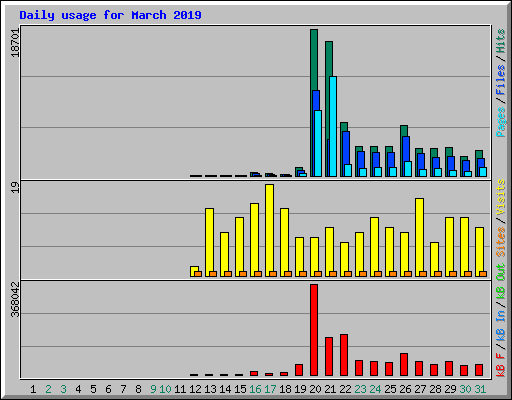 Daily usage for March 2019
18701
Pages / Files / Hits
19
Sites / Visits
368042
kB F / kB In / kB Out
1 2 3 4 5 6 7 8 9 10 11 12 13 14 15 16 17 18 19 20 21 22 23 24 25 26 27 28 29 30 31